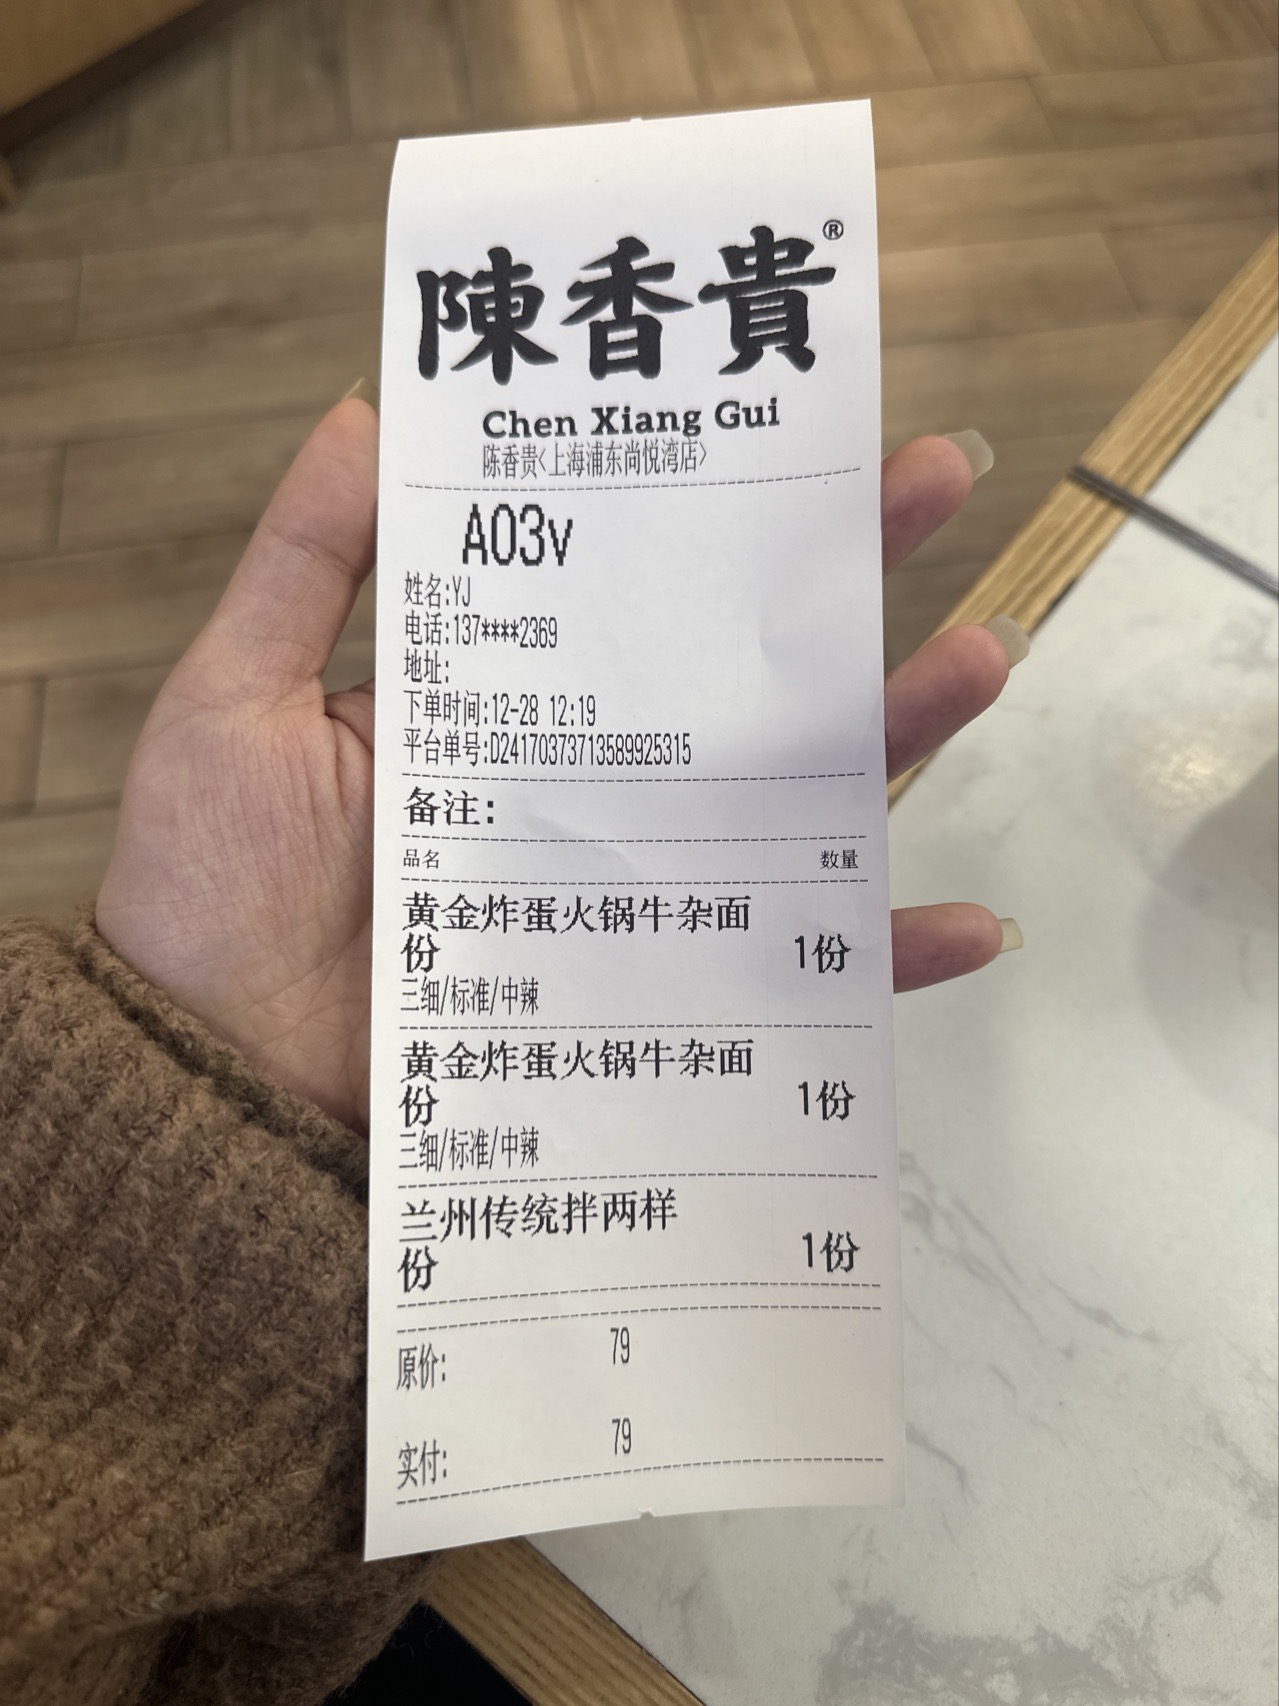 陳香貴®
Chen Xiang Gui
陈香贵<上海浦东尚悦湾店>
A03v
姓名:YJ
电话:137****2369
地址:
下单时间:12-28 12:19
平台单号:D24170373713589925315
备注:
品名 数量
黄金炸蛋火锅牛杂面
份 1份
三细/标准/中辣
黄金炸蛋火锅牛杂面
份 1份
三细/标准/中辣
兰州传统拌两样
份 1份
原价: 79
实付: 79